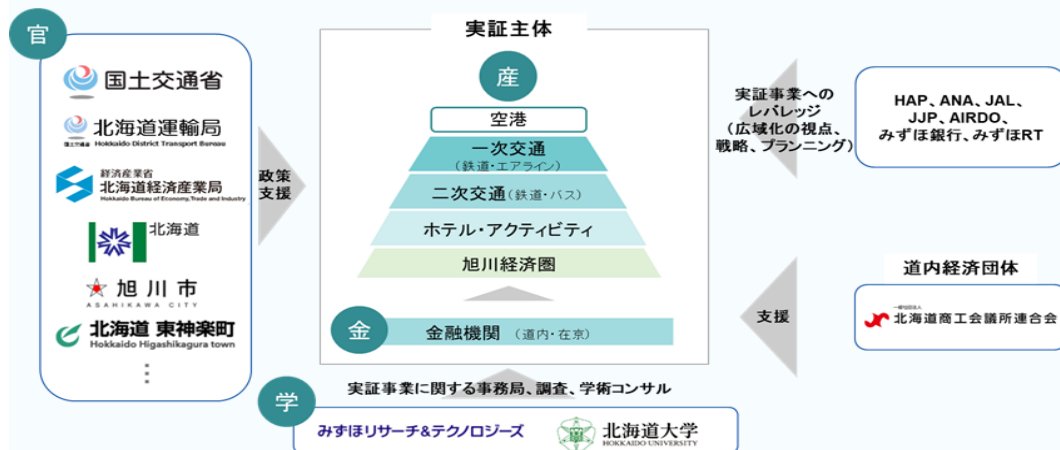 官
国土交通省
北海道運輸局
国土交通省 Hokkaido District Transport Bureau
経済産業省
北海道経済産業局
Hokkaido Bureau of Economy, Trade and Industry
北海道
旭川市
ASAHIKAWA CITY
北海道 東神楽町
Hokkaido Higashikagura town
政策
支援
実証主体
産
空港
一次交通
(鉄道・エアライン)
二次交通(鉄道・バス)
ホテル・アクティビティ
旭川経済圏
金
金融機関 (道内・在京)
実証事業への
レバレッジ
(広域化の視点、
戦略、プランニング)
HAP、ANA、JAL、
JJP、AIRDO、
みずほ銀行、みずほRT
道内経済団体
支援
一般社団法人
北海道商工会議所連合会
学
実証事業に関する事務局、調査、学術コンサル
みずほリサーチ&テクノロジーズ
北海道大学
HOKKAIDO UNIVERSITY